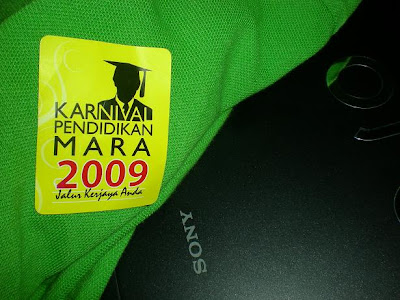 KARNIVAL
PENDIDIKAN
MARA
2009
Jalur Kerjaya Anda
SONY